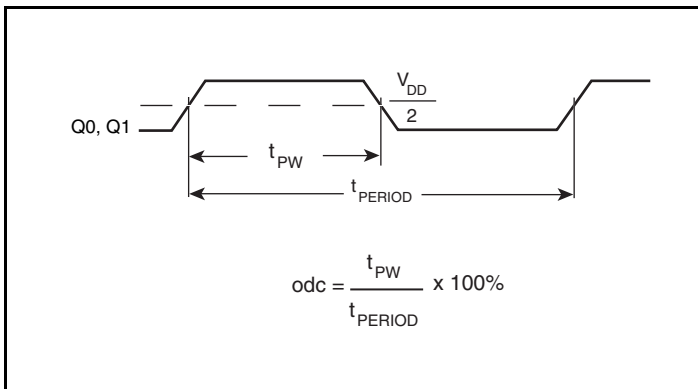 V_DD
2
Q0, Q1
t_PW
t_PERIOD
odc = t_PW / t_PERIOD x 100%